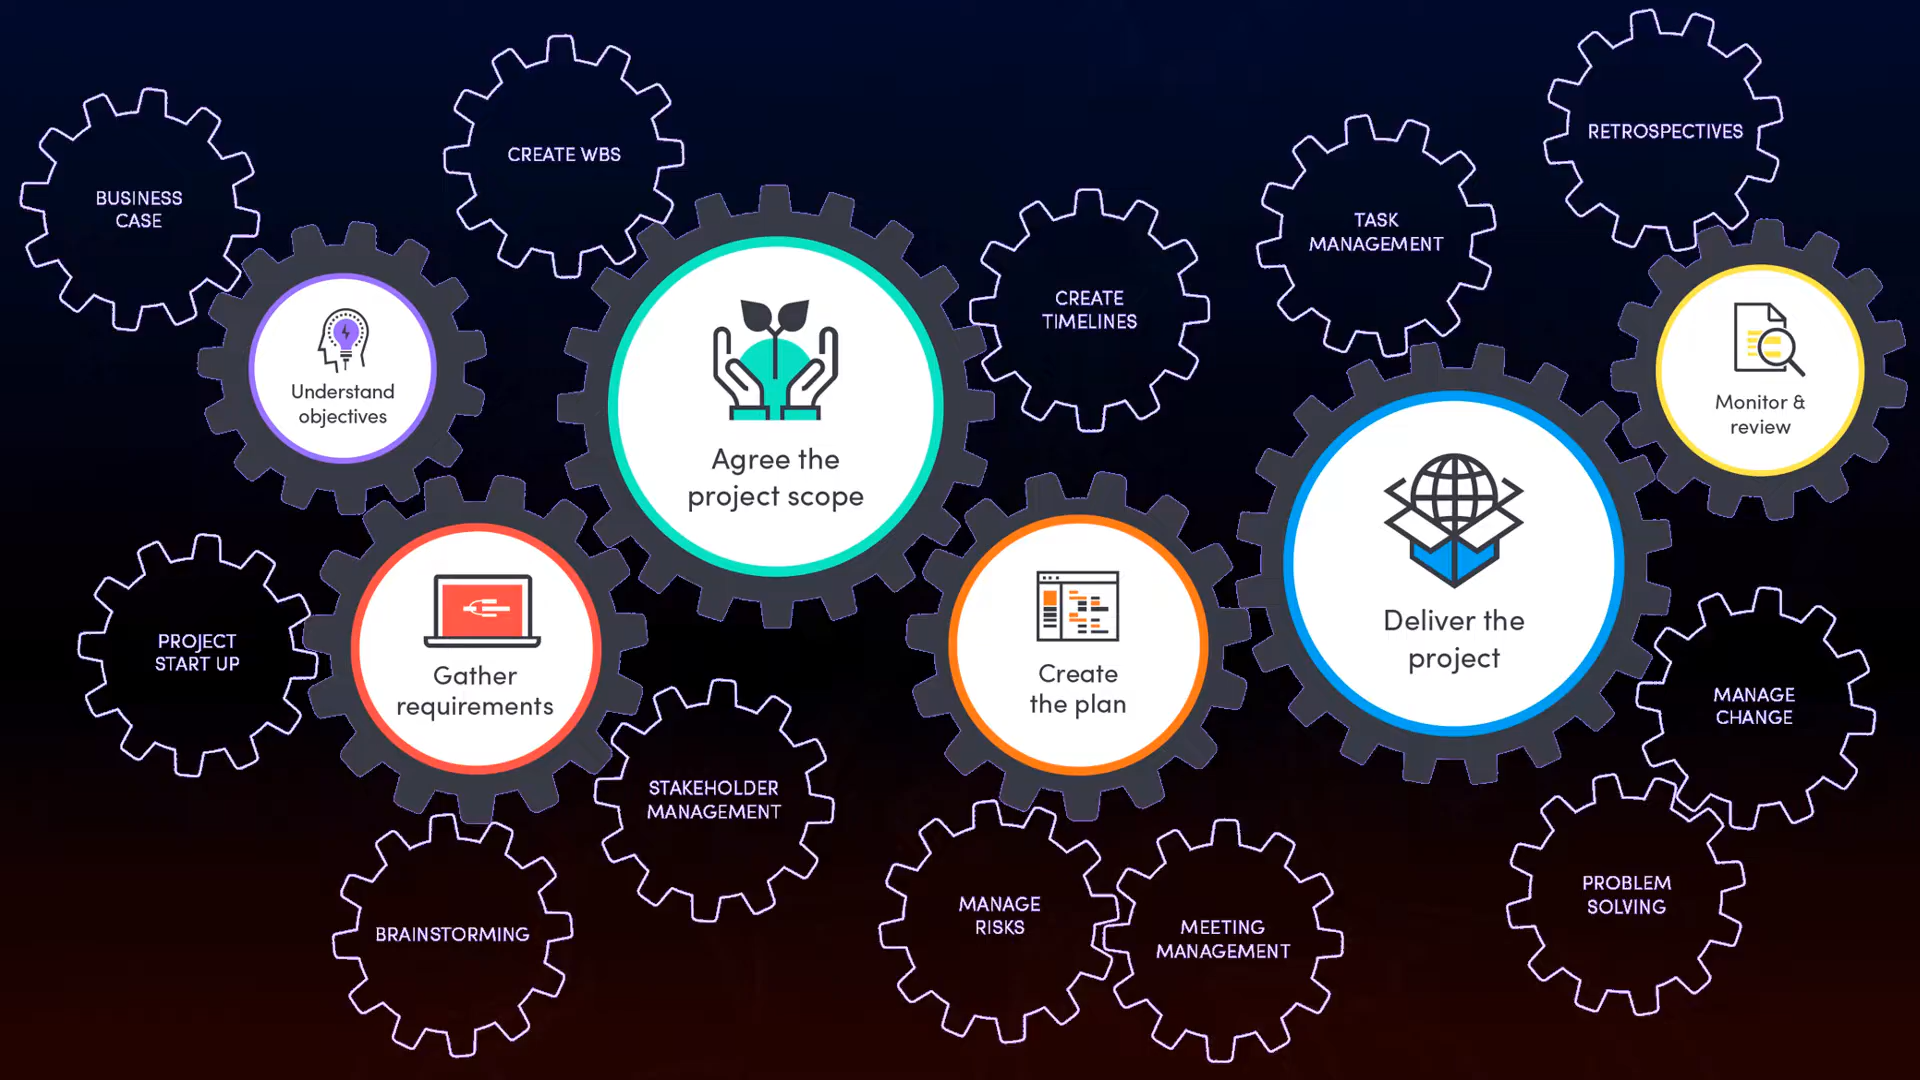 BUSINESS
CASE
CREATE WBS
CREATE
TIMELINES
TASK
MANAGEMENT
RETROSPECTIVES
Understand
objectives
Agree the
project scope
Monitor &
review
Gather
requirements
Create
the plan
Deliver the
project
PROJECT
START UP
STAKEHOLDER
MANAGEMENT
MANAGE
CHANGE
BRAINSTORMING
MANAGE
RISKS
MEETING
MANAGEMENT
PROBLEM
SOLVING